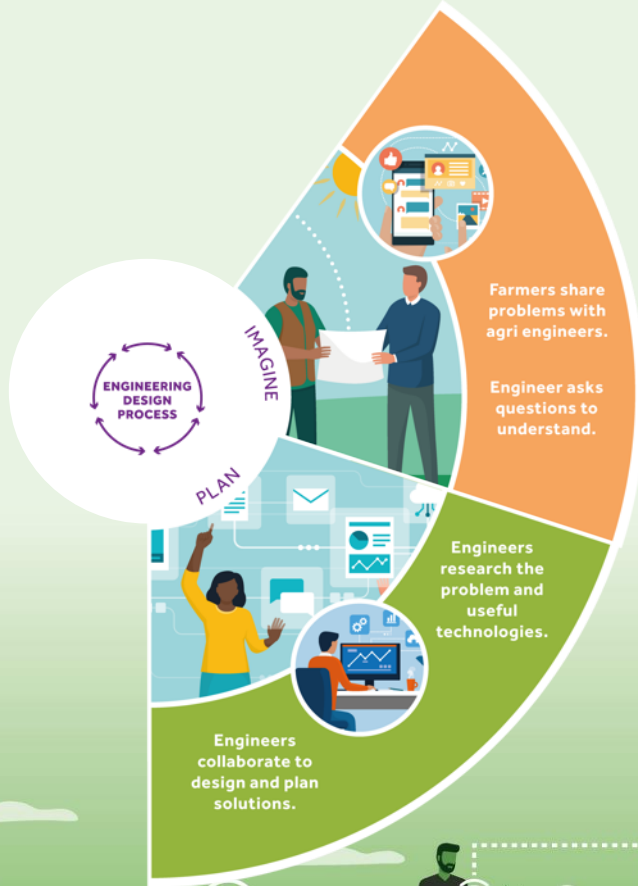 ENGINEERING
DESIGN
PROCESS
IMAGINE
Farmers share
problems with
agri engineers.
Engineer asks
questions to
understand.
PLAN
Engineers
research the
problem and
useful
technologies.
Engineers
collaborate to
design and plan
solutions.